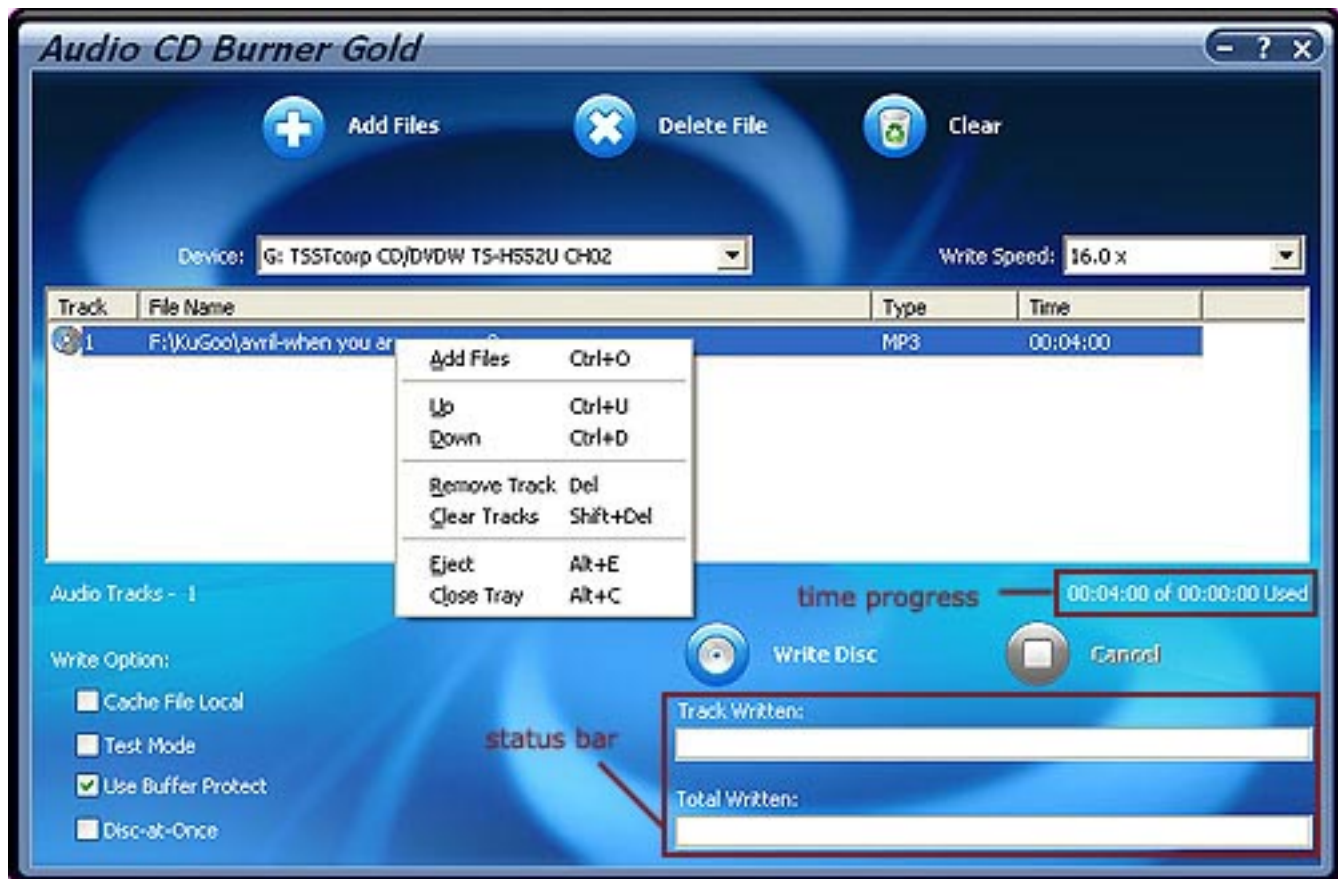 Audio CD Burner Gold
- ? x
Add Files
Delete File
Clear
Device: G: TSSTcorp CD/DVDW TS-H552U CH02
Write Speed: 16.0 x
Track File Name Type Time
1 F:\KuGoo\avril-when you ar MP3 00:04:00
Add Files Ctrl+O
Up Ctrl+U
Down Ctrl+D
Remove Track Del
Clear Tracks Shift+Del
Eject Alt+E
Close Tray Alt+C
Audio Tracks - 1
time progress
00:04:00 of 00:00:00 Used
Write Disc
Cancel
Write Option:
Cache File Local
Test Mode
Use Buffer Protect
Disc-at-Once
status bar
Track Written:
Total Written: